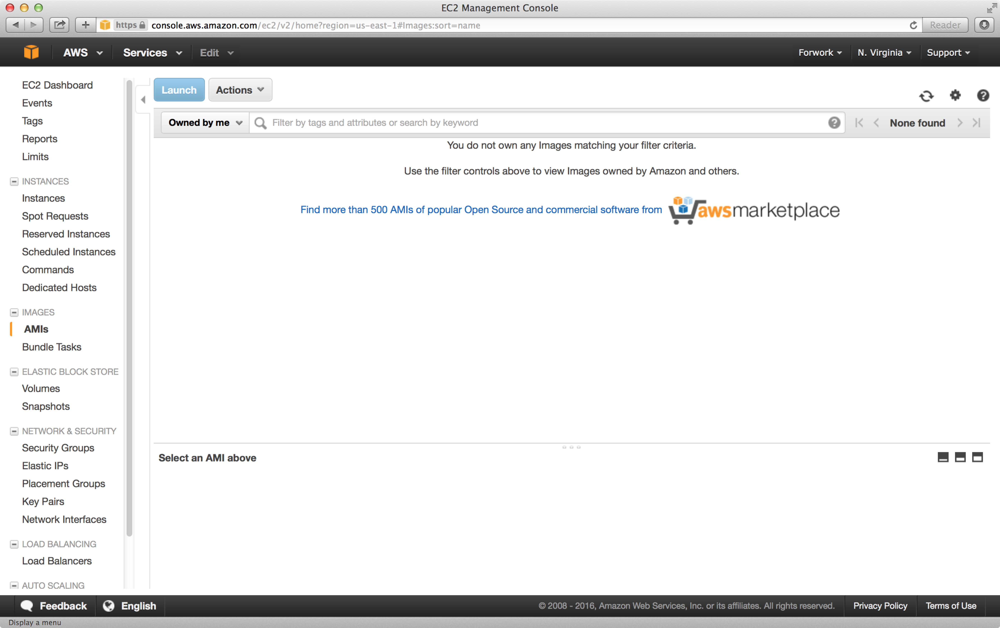 EC2 Management Console
https console.aws.amazon.com/ec2/v2/home?region=us-east-1#Images:sort=name Reader
AWS Services Edit Forwork N. Virginia Support
EC2 Dashboard
Events
Tags
Reports
Limits
INSTANCES
Instances
Spot Requests
Reserved Instances
Scheduled Instances
Commands
Dedicated Hosts
IMAGES
AMIs
Bundle Tasks
ELASTIC BLOCK STORE
Volumes
Snapshots
NETWORK & SECURITY
Security Groups
Elastic IPs
Placement Groups
Key Pairs
Network Interfaces
LOAD BALANCING
Load Balancers
AUTO SCALING
Launch Actions
Owned by me Filter by tags and attributes or search by keyword None found
You do not own any Images matching your filter criteria.
Use the filter controls above to view Images owned by Amazon and others.
Find more than 500 AMIs of popular Open Source and commercial software from awsmarketplace
Select an AMI above
Feedback English © 2008 - 2016, Amazon Web Services, Inc. or its affiliates. All rights reserved. Privacy Policy Terms of Use
Display a menu